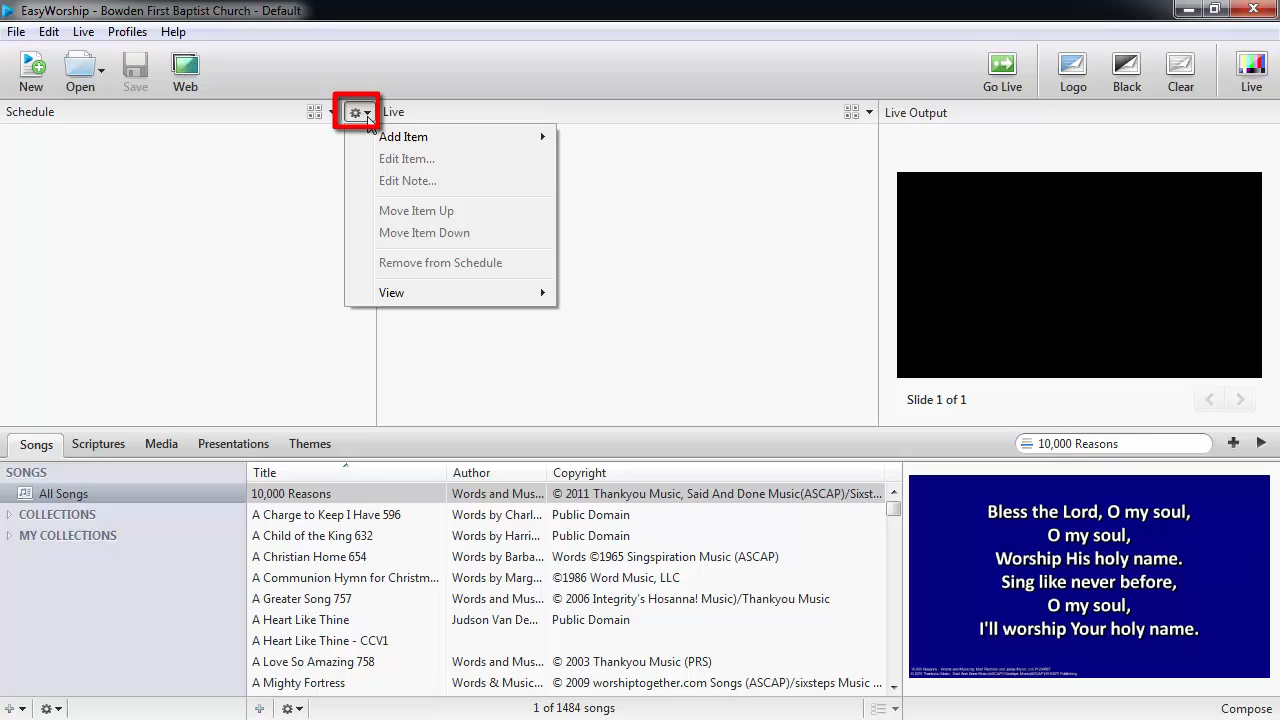 EasyWorship - Bowden First Baptist Church - Default
File Edit Live Profiles Help
New Open Save Web Go Live Logo Black Clear Live
Schedule Live Live Output
Add Item
Edit Item...
Edit Note...
Move Item Up
Move Item Down
Remove from Schedule
View
Slide 1 of 1
Songs Scriptures Media Presentations Themes 10,000 Reasons
SONGS Title Author Copyright
All Songs 10,000 Reasons Words and Mus... © 2011 Thankyou Music, Said And Done Music(ASCAP)/Sixste...
COLLECTIONS A Charge to Keep I Have 596 Words by Charl... Public Domain
MY COLLECTIONS A Child of the King 632 Words by Harri... Public Domain
A Christian Home 654 Words by Barba... Words ©1965 Singspiration Music (ASCAP)
A Communion Hymn for Christm... Words by Marg... ©1986 Word Music, LLC
A Greater Song 757 Words and Mus... © 2006 Integrity's Hosanna! Music)/Thankyou Music
A Heart Like Thine Judson Van De... Public Domain
A Heart Like Thine - CCV1
A Love So Amazing 758 Words and Mus... © 2003 Thankyou Music (PRS)
A Mighty Fortress Words & Music ... © 2009 worshiptogether.com Songs (ASCAP)/sixsteps Music ...
Bless the Lord, O my soul,
O my soul,
Worship His holy name.
Sing like never before,
O my soul,
I'll worship Your holy name.
1 of 1484 songs Compose